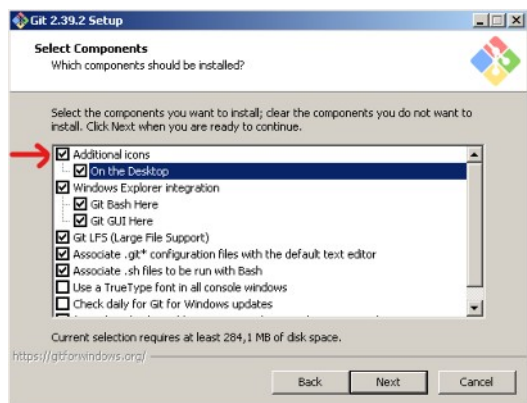 Git 2.39.2 Setup
Select Components
Which components should be installed?
Select the components you want to install; clear the components you do not want to
install. Click Next when you are ready to continue.
Additional icons
On the Desktop
Windows Explorer integration
Git Bash Here
Git GUI Here
Git LFS (Large File Support)
Associate .git* configuration files with the default text editor
Associate .sh files to be run with Bash
Use a TrueType font in all console windows
Check daily for Git for Windows updates
Current selection requires at least 284,1 MB of disk space.
https://gitforwindows.org/
Back Next Cancel